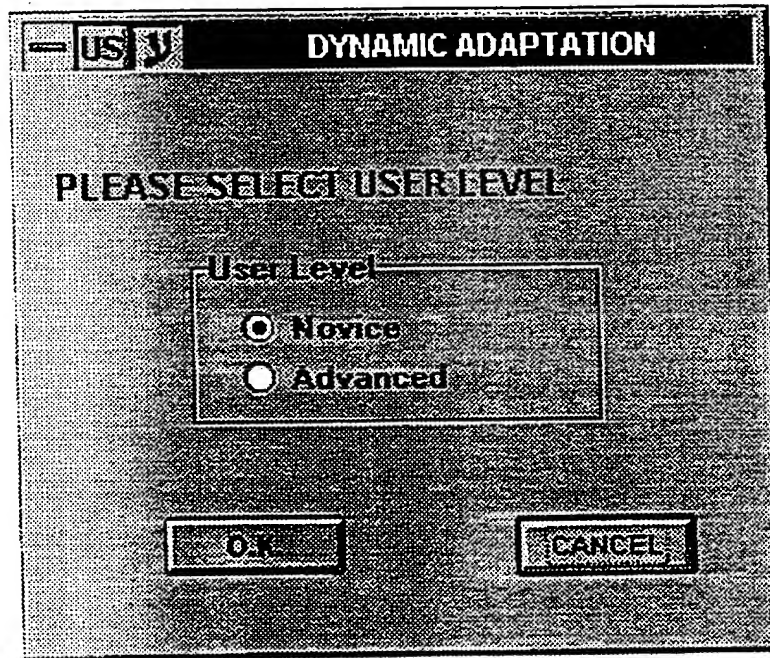 US DYNAMIC ADAPTATION
PLEASE SELECT USER LEVEL
User Level
Novice
Advanced
O.K.
CANCEL